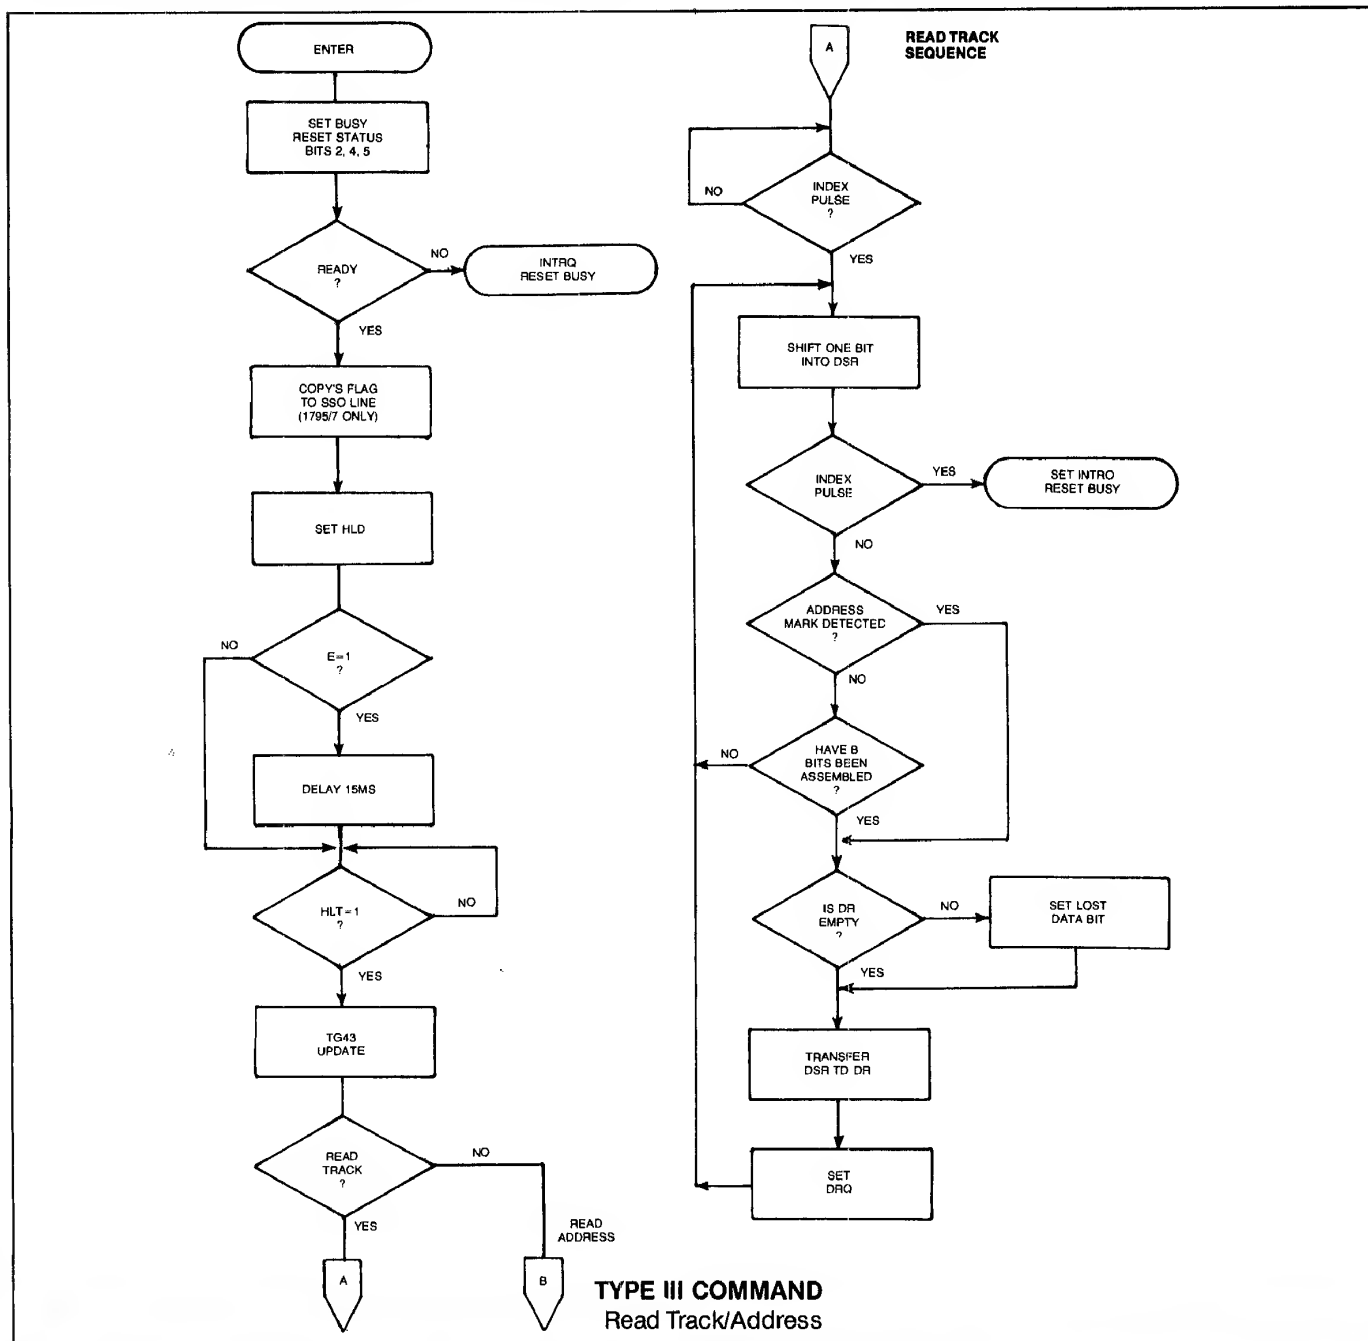 ENTER
SET BUSY
RESET STATUS
BITS 2, 4, 5
READY
?
NO
INTRQ
RESET BUSY
YES
COPY'S FLAG
TO SSO LINE
(1795/7 ONLY)
SET HLD
E=1
?
NO
YES
DELAY 15MS
HLT=1
?
NO
YES
TG43
UPDATE
READ
TRACK
?
NO
YES
READ
ADDRESS
A
B
A
READ TRACK
SEQUENCE
INDEX
PULSE
?
NO
YES
SHIFT ONE BIT
INTO DSR
INDEX
PULSE
YES
SET INTRO
RESET BUSY
NO
ADDRESS
MARK DETECTED
?
YES
NO
HAVE B
BITS BEEN
ASSEMBLED
?
NO
YES
IS DR
EMPTY
?
NO
SET LOST
DATA BIT
YES
TRANSFER
DSR TD DR
SET
DRQ
TYPE III COMMAND
Read Track/Address